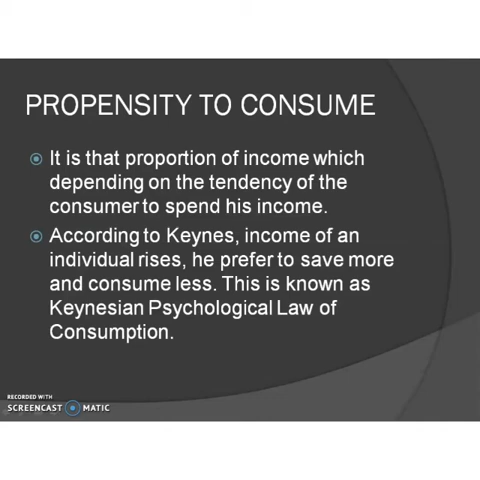 PROPENSITY TO CONSUME
It is that proportion of income which
depending on the tendency of the
consumer to spend his income.
According to Keynes, income of an
individual rises, he prefer to save more
and consume less. This is known as
Keynesian Psychological Law of
Consumption.
RECORDED WITH
SCREENCAST MATIC